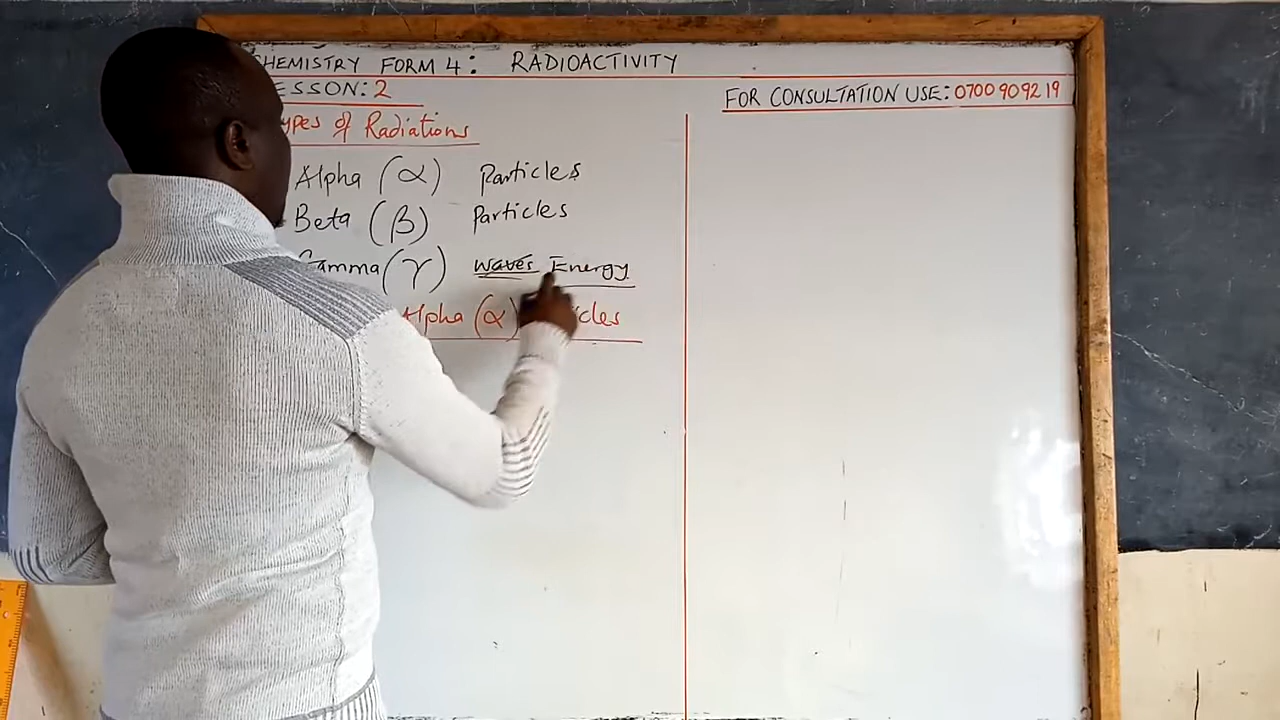 CHEMISTRY FORM 4: RADIOACTIVITY
ESSON: 2
FOR CONSULTATION USE: 0700 909219
ypes of Radiations
Alpha (α) Particles
Beta (β) Particles
Gamma (γ) waves Energy
Alpha (α) cles